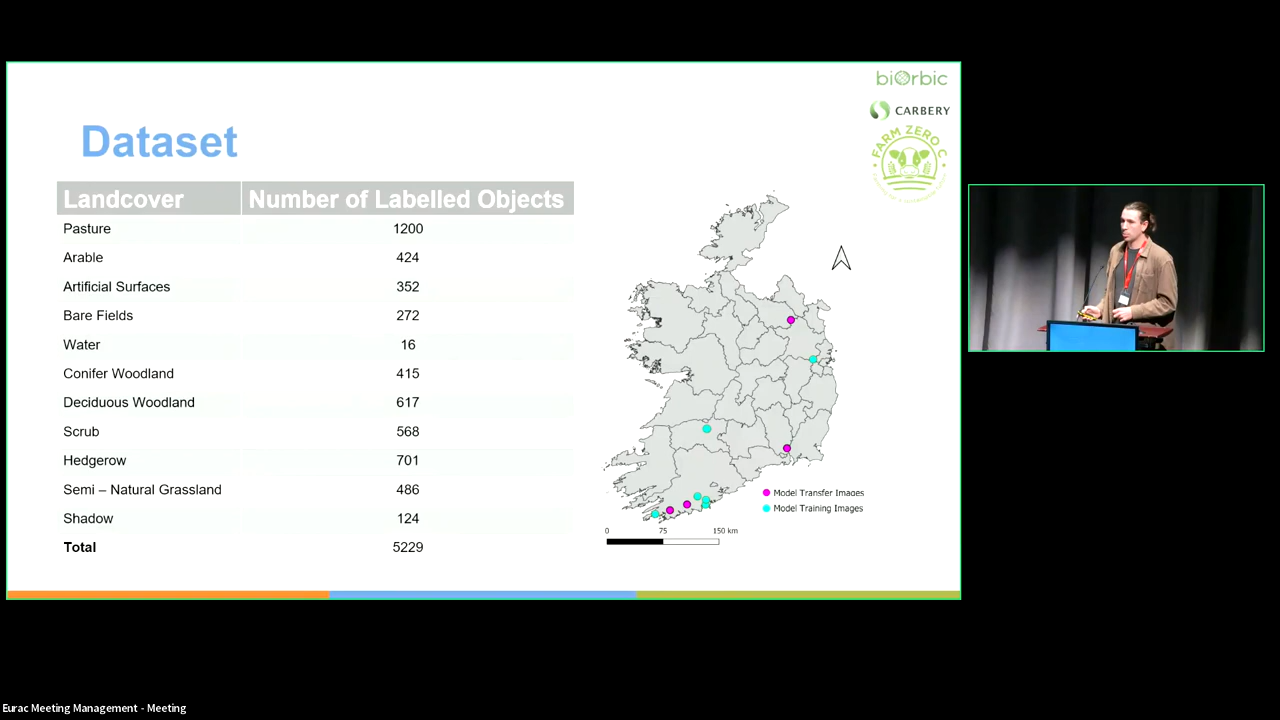 biOrbic
CARBERY
FARM ZERO C
Dataset
Landcover Number of Labelled Objects
Pasture 1200
Arable 424
Artificial Surfaces 352
Bare Fields 272
Water 16
Conifer Woodland 415
Deciduous Woodland 617
Scrub 568
Hedgerow 701
Semi – Natural Grassland 486
Shadow 124
Total 5229
Model Transfer Images
Model Training Images
0 75 150 km
Eurac Meeting Management - Meeting